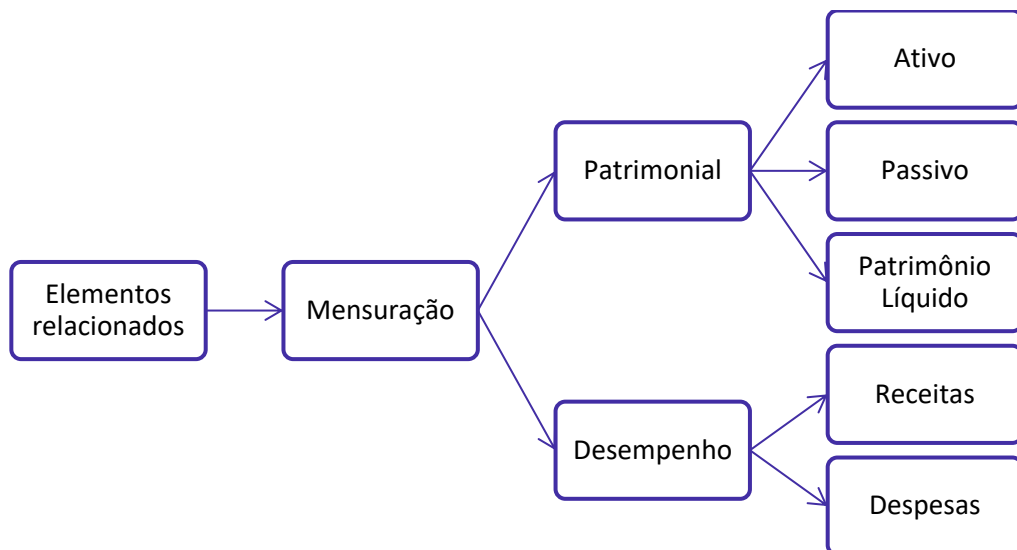 Elementos
relacionados
Mensuração
Patrimonial
Ativo
Passivo
Patrimônio
Líquido
Desempenho
Receitas
Despesas